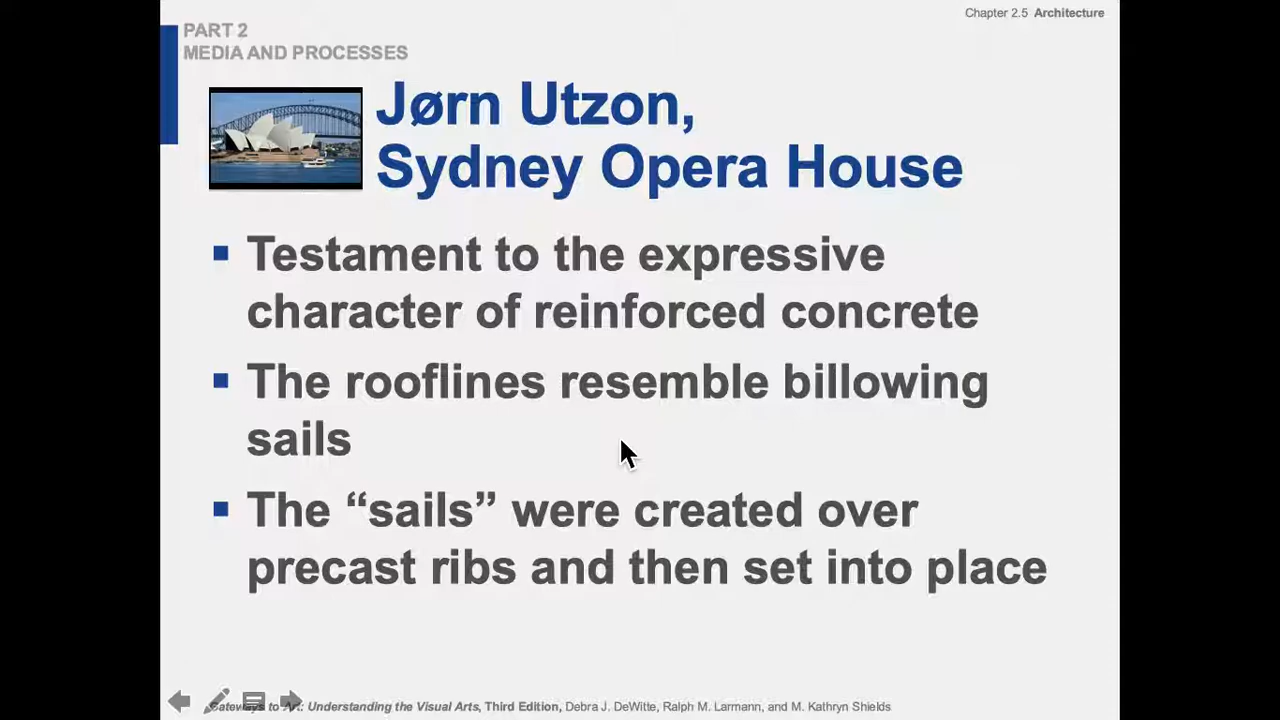 Chapter 2.5 Architecture
PART 2
MEDIA AND PROCESSES
Jørn Utzon,
Sydney Opera House
▪ Testament to the expressive
character of reinforced concrete
▪ The rooflines resemble billowing
sails
▪ The “sails” were created over
precast ribs and then set into place
Gateways to Art: Understanding the Visual Arts, Third Edition, Debra J. DeWitte, Ralph M. Larmann, and M. Kathryn Shields